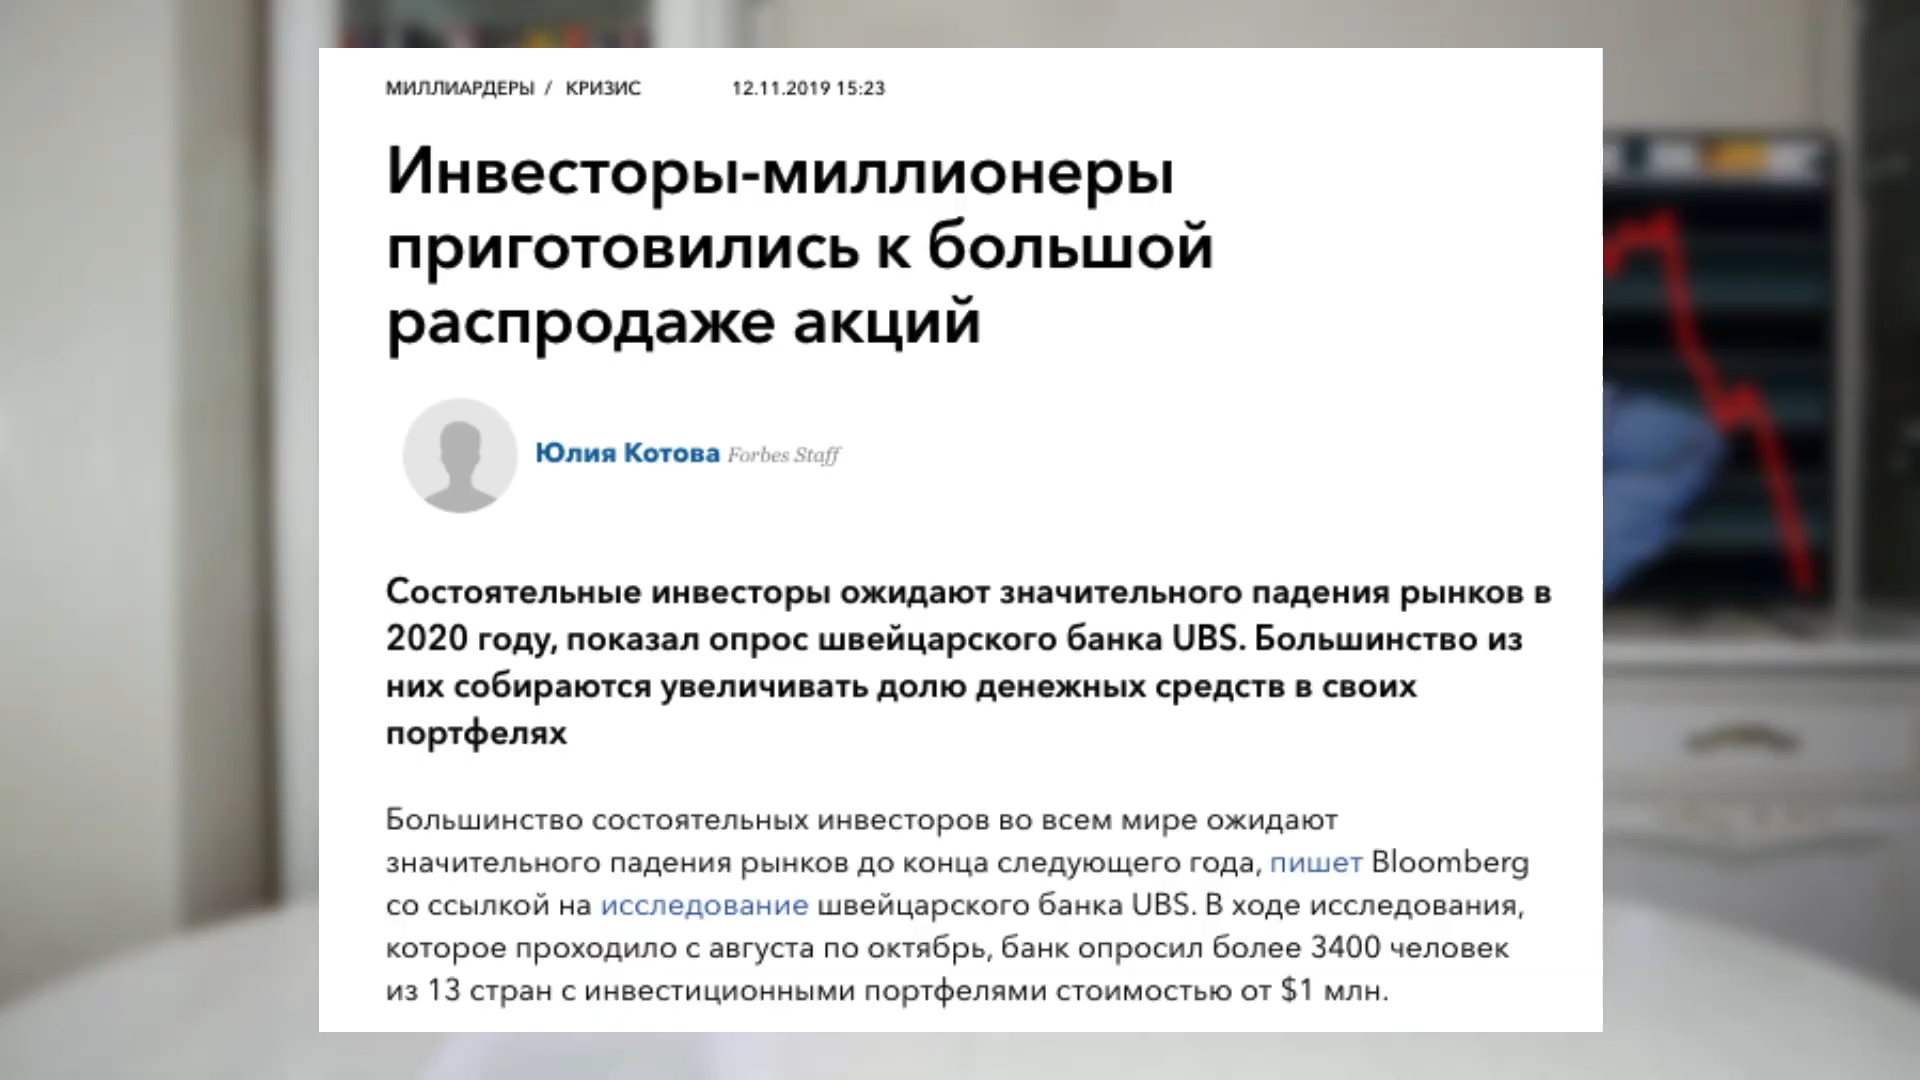 МИЛЛИАРДЕРЫ / КРИЗИС 12.11.2019 15:23
Инвесторы-миллионеры
приготовились к большой
распродаже акций
Юлия Котова Forbes Staff
Состоятельные инвесторы ожидают значительного падения рынков в
2020 году, показал опрос швейцарского банка UBS. Большинство из
них собираются увеличивать долю денежных средств в своих
портфелях
Большинство состоятельных инвесторов во всем мире ожидают
значительного падения рынков до конца следующего года, пишет Bloomberg
со ссылкой на исследование швейцарского банка UBS. В ходе исследования,
которое проходило с августа по октябрь, банк опросил более 3400 человек
из 13 стран с инвестиционными портфелями стоимостью от $1 млн.